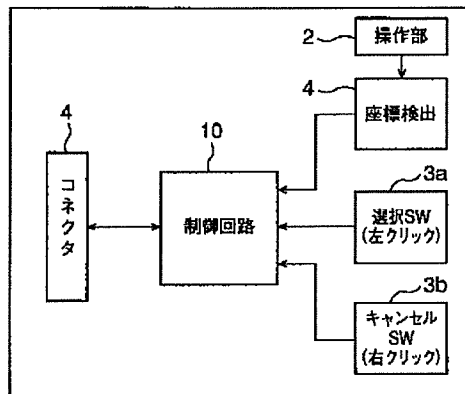 2
操作部
4
座標検出
4
コネクタ
10
制御回路
3a
選択SW
(左クリック)
3b
キャンセル
SW
(右クリック)